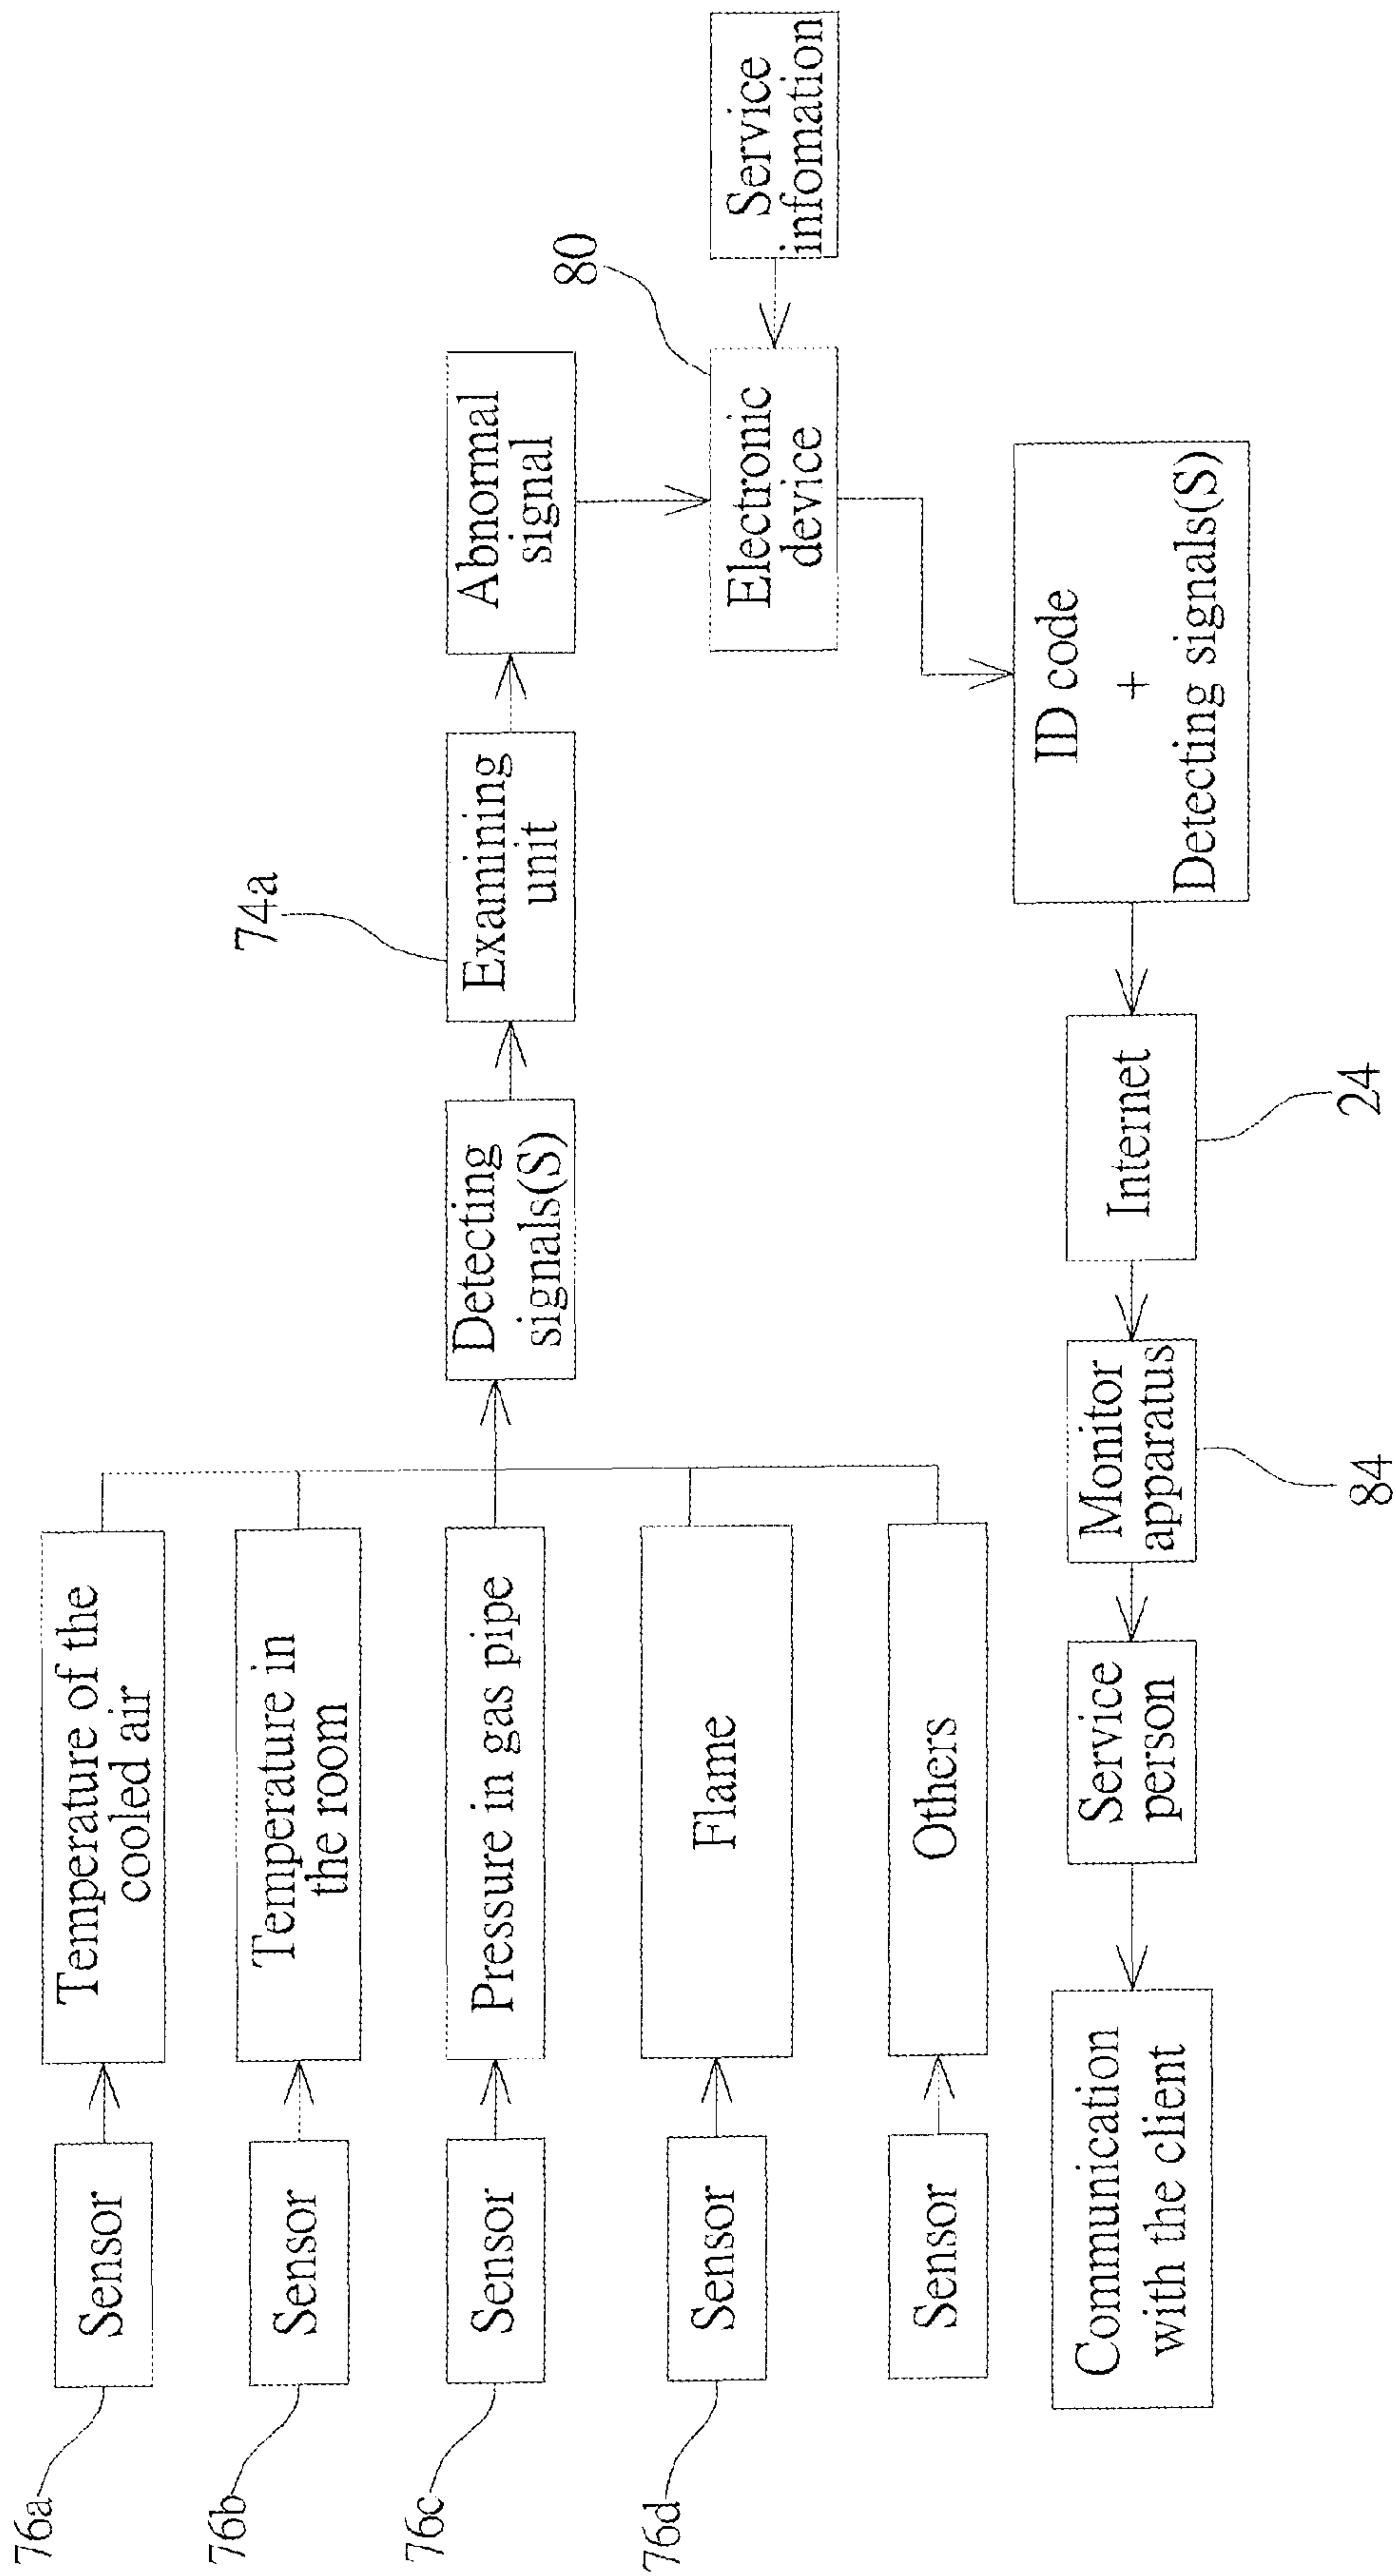 76a
Sensor
Temperature of the
cooled air
76b
Sensor
Temperature in
the room
76c
Sensor
Pressure in gas pipe
76d
Sensor
Flame
Sensor
Others
Detecting
signals(S)
74a
Examining
unit
Abnormal
signal
80
Electronic
device
Service
infomation
ID code
+
Detecting signals(S)
Internet
24
Monitor
apparatus
84
Service
person
Communication
with the client